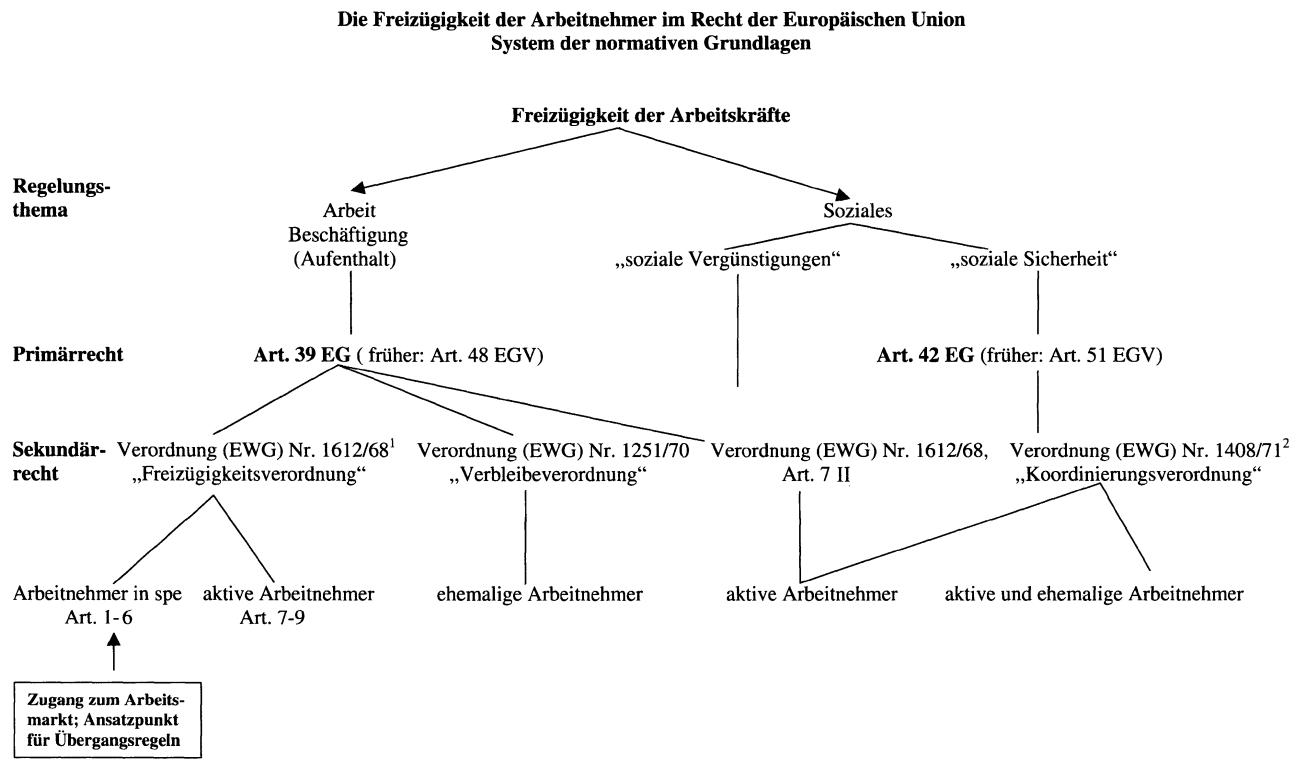 Die Freizügigkeit der Arbeitnehmer im Recht der Europäischen Union
System der normativen Grundlagen
Freizügigkeit der Arbeitskräfte
Regelungs-
thema
Arbeit
Beschäftigung
(Aufenthalt)
Soziales
„soziale Vergünstigungen“
„soziale Sicherheit“
Primärrecht
Art. 39 EG ( früher: Art. 48 EGV)
Art. 42 EG (früher: Art. 51 EGV)
Sekundär-
recht
Verordnung (EWG) Nr. 1612/68¹
„Freizügigkeitsverordnung“
Verordnung (EWG) Nr. 1251/70
„Verbleibeverordnung“
Verordnung (EWG) Nr. 1612/68,
Art. 7 II
Verordnung (EWG) Nr. 1408/71²
„Koordinierungsverordnung“
Arbeitnehmer in spe
Art. 1-6
aktive Arbeitnehmer
Art. 7-9
ehemalige Arbeitnehmer
aktive Arbeitnehmer
aktive und ehemalige Arbeitnehmer
Zugang zum Arbeits-
markt; Ansatzpunkt
für Übergangsregeln